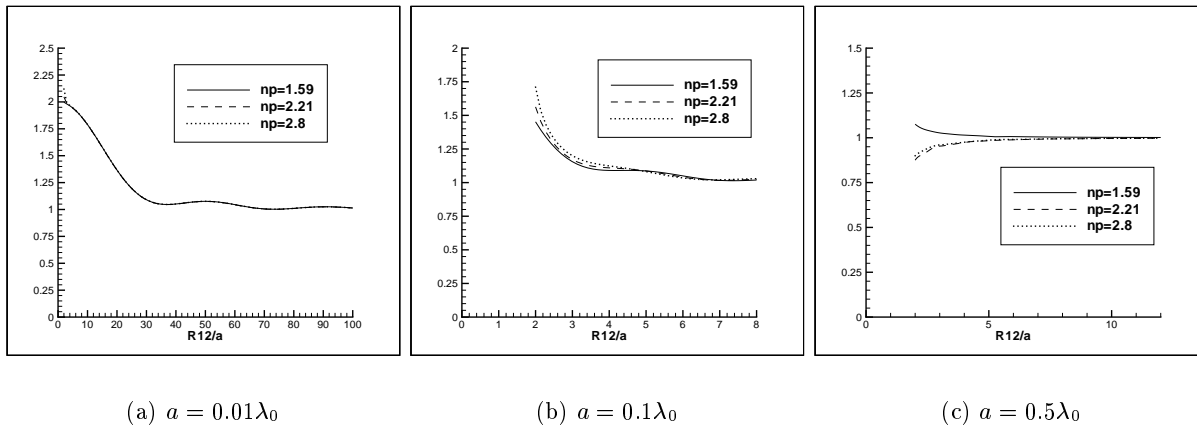 2.5
2.25
2
1.75
1.5
1.25
1
0.75
0.5
0.25
0
0 10 20 30 40 50 60 70 80 90 100
R12/a
np=1.59
np=2.21
np=2.8
2
1.75
1.5
1.25
1
0.75
0.5
0.25
0
0 1 2 3 4 5 6 7 8
R12/a
np=1.59
np=2.21
np=2.8
1.5
1.25
1
0.75
0.5
0.25
0
0 5 10
R12/a
np=1.59
np=2.21
np=2.8
(a) a = 0.01λ₀
(b) a = 0.1λ₀
(c) a = 0.5λ₀